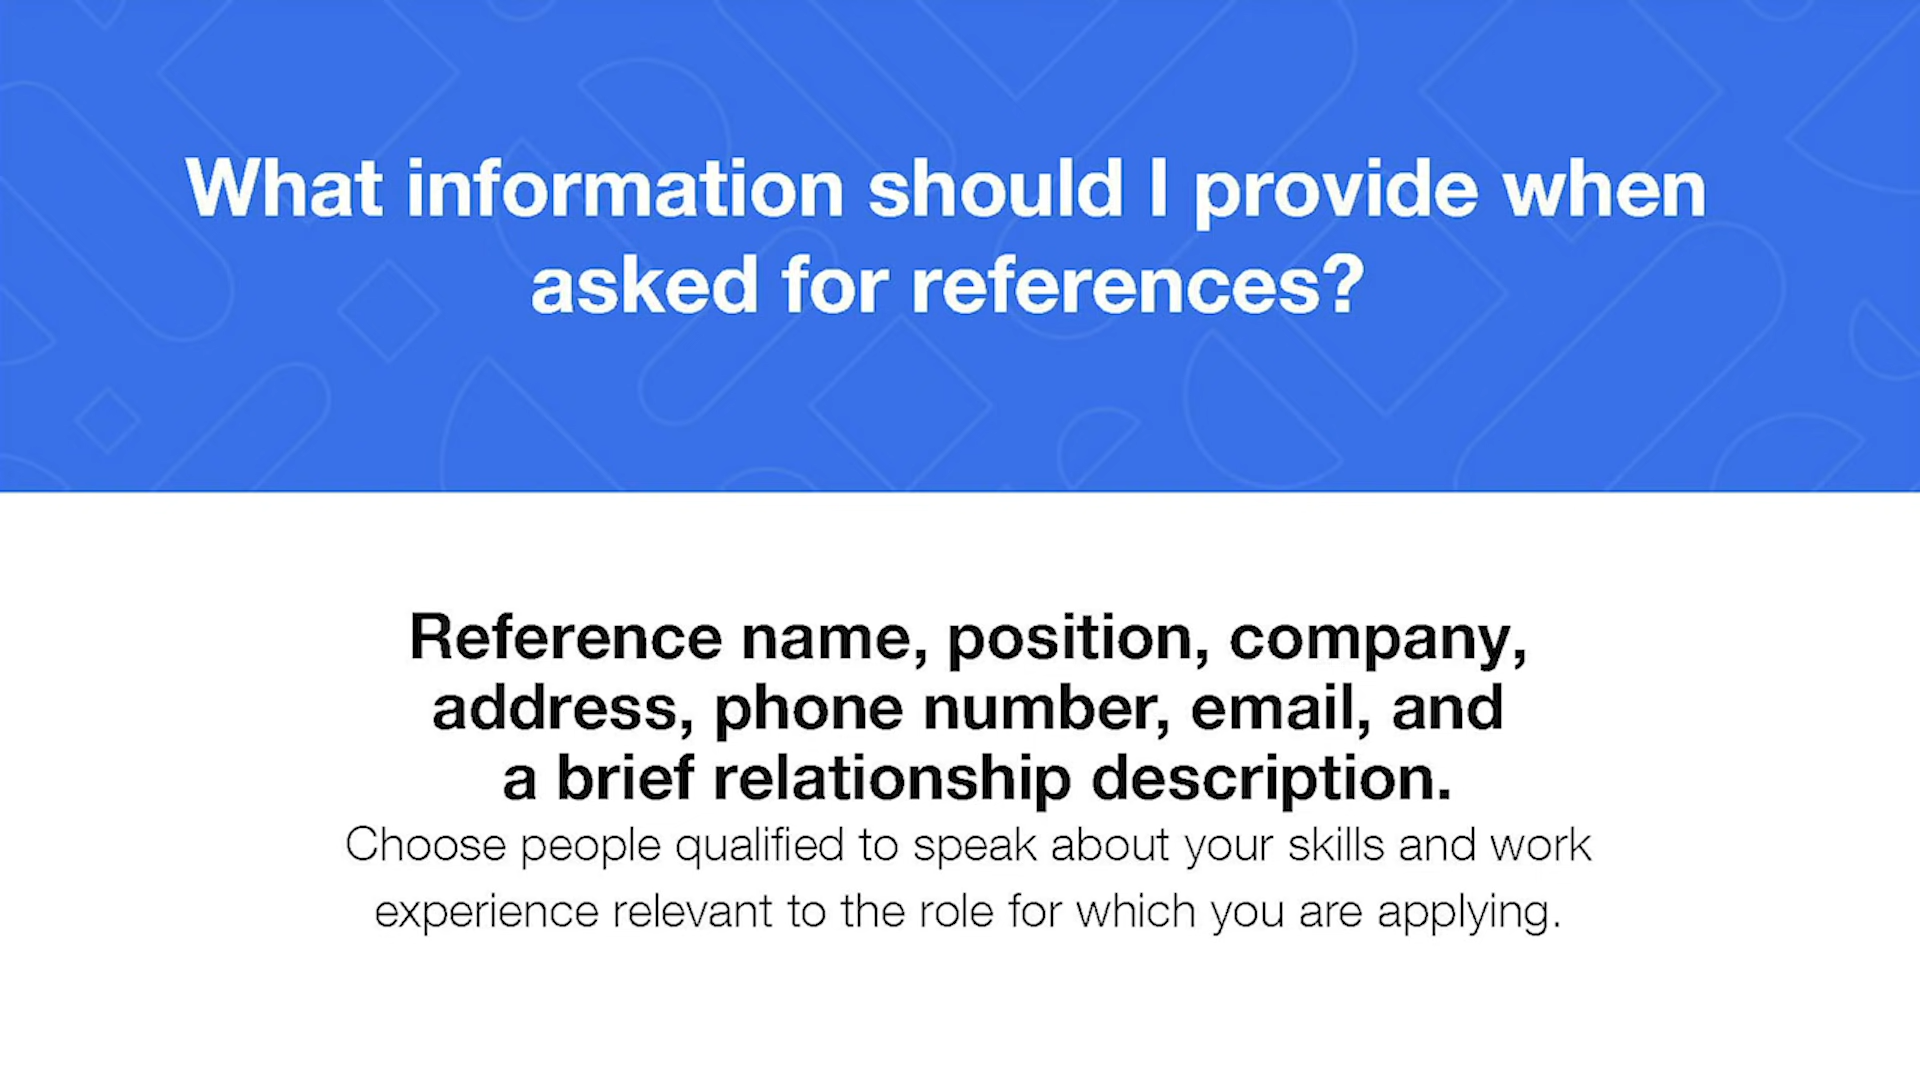 What information should I provide when
asked for references?
Reference name, position, company,
address, phone number, email, and
a brief relationship description.
Choose people qualified to speak about your skills and work
experience relevant to the role for which you are applying.